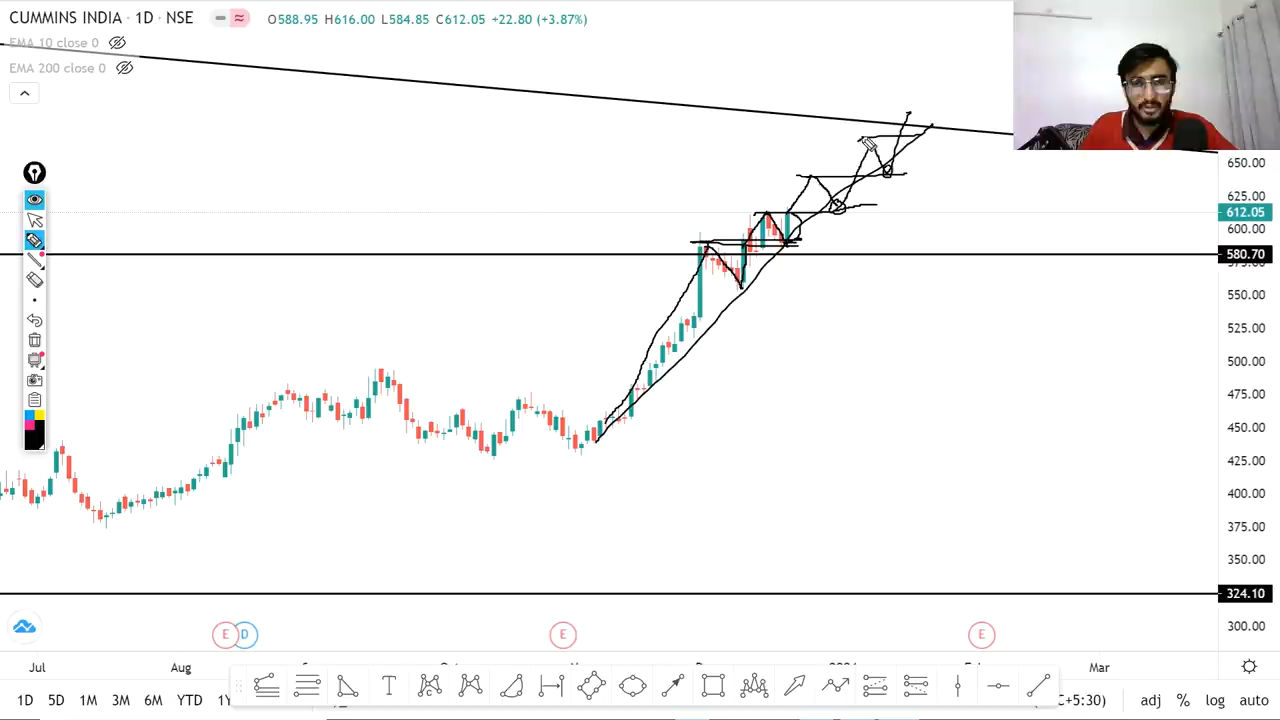 CUMMINS INDIA · 1D · NSE O588.95 H616.00 L584.85 C612.05 +22.80 (+3.87%)
EMA 10 close 0
EMA 200 close 0
650.00
625.00
612.05
600.00
580.70
550.00
525.00
500.00
475.00
450.00
425.00
400.00
375.00
350.00
324.10
300.00
E D E E
Jul Aug Mar
1D 5D 1M 3M 6M YTD C+5:30) adj % log auto